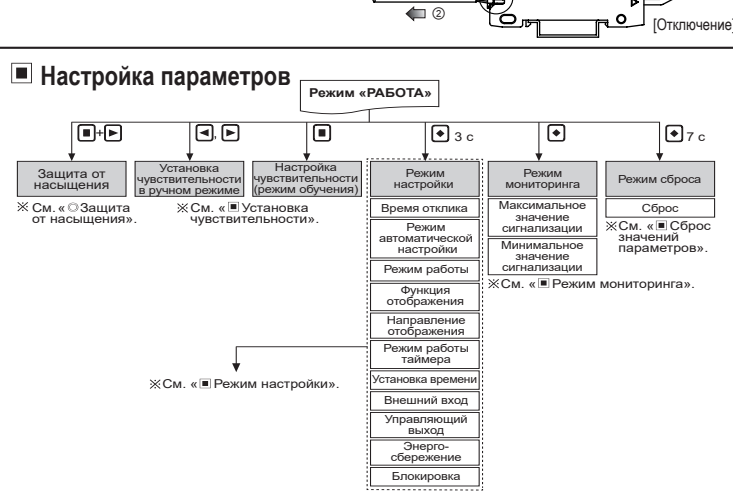 ②
[Отключение]
Настройка параметров
Режим «РАБОТА»
+
,
3 с
7 с
Защита от
насыщения
Установка
чувствительности
в ручном режиме
Настройка
чувствительности
(режим обучения)
Режим
настройки
Режим
мониторинга
Режим сброса
※ См. «○Защита
от насыщения».
※См. «▣ Установка
чувствительности».
Время отклика
Режим
автоматической
настройки
Режим работы
Функция
отображения
Направление
отображения
Режим работы
таймера
Установка времени
Внешний вход
Управляющий
выход
Энерго-
сбережение
Блокировка
Максимальное
значение
сигнализации
Минимальное
значение
сигнализации
※См. «▣ Режим мониторинга».
Сброс
※См. «▣ Сброс
значений
параметров».
※См. «▣ Режим настройки».